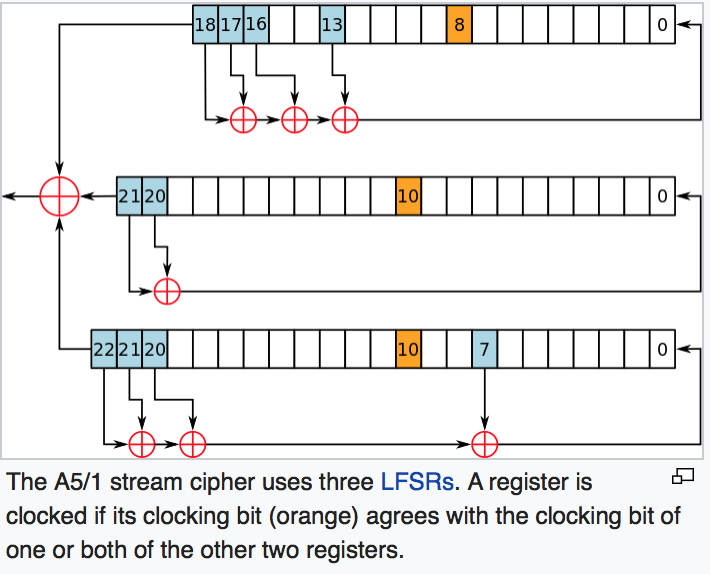 18 17 16 13 8 0
21 20 10 0
22 21 20 10 7 0
The A5/1 stream cipher uses three LFSRs. A register is
clocked if its clocking bit (orange) agrees with the clocking bit of
one or both of the other two registers.